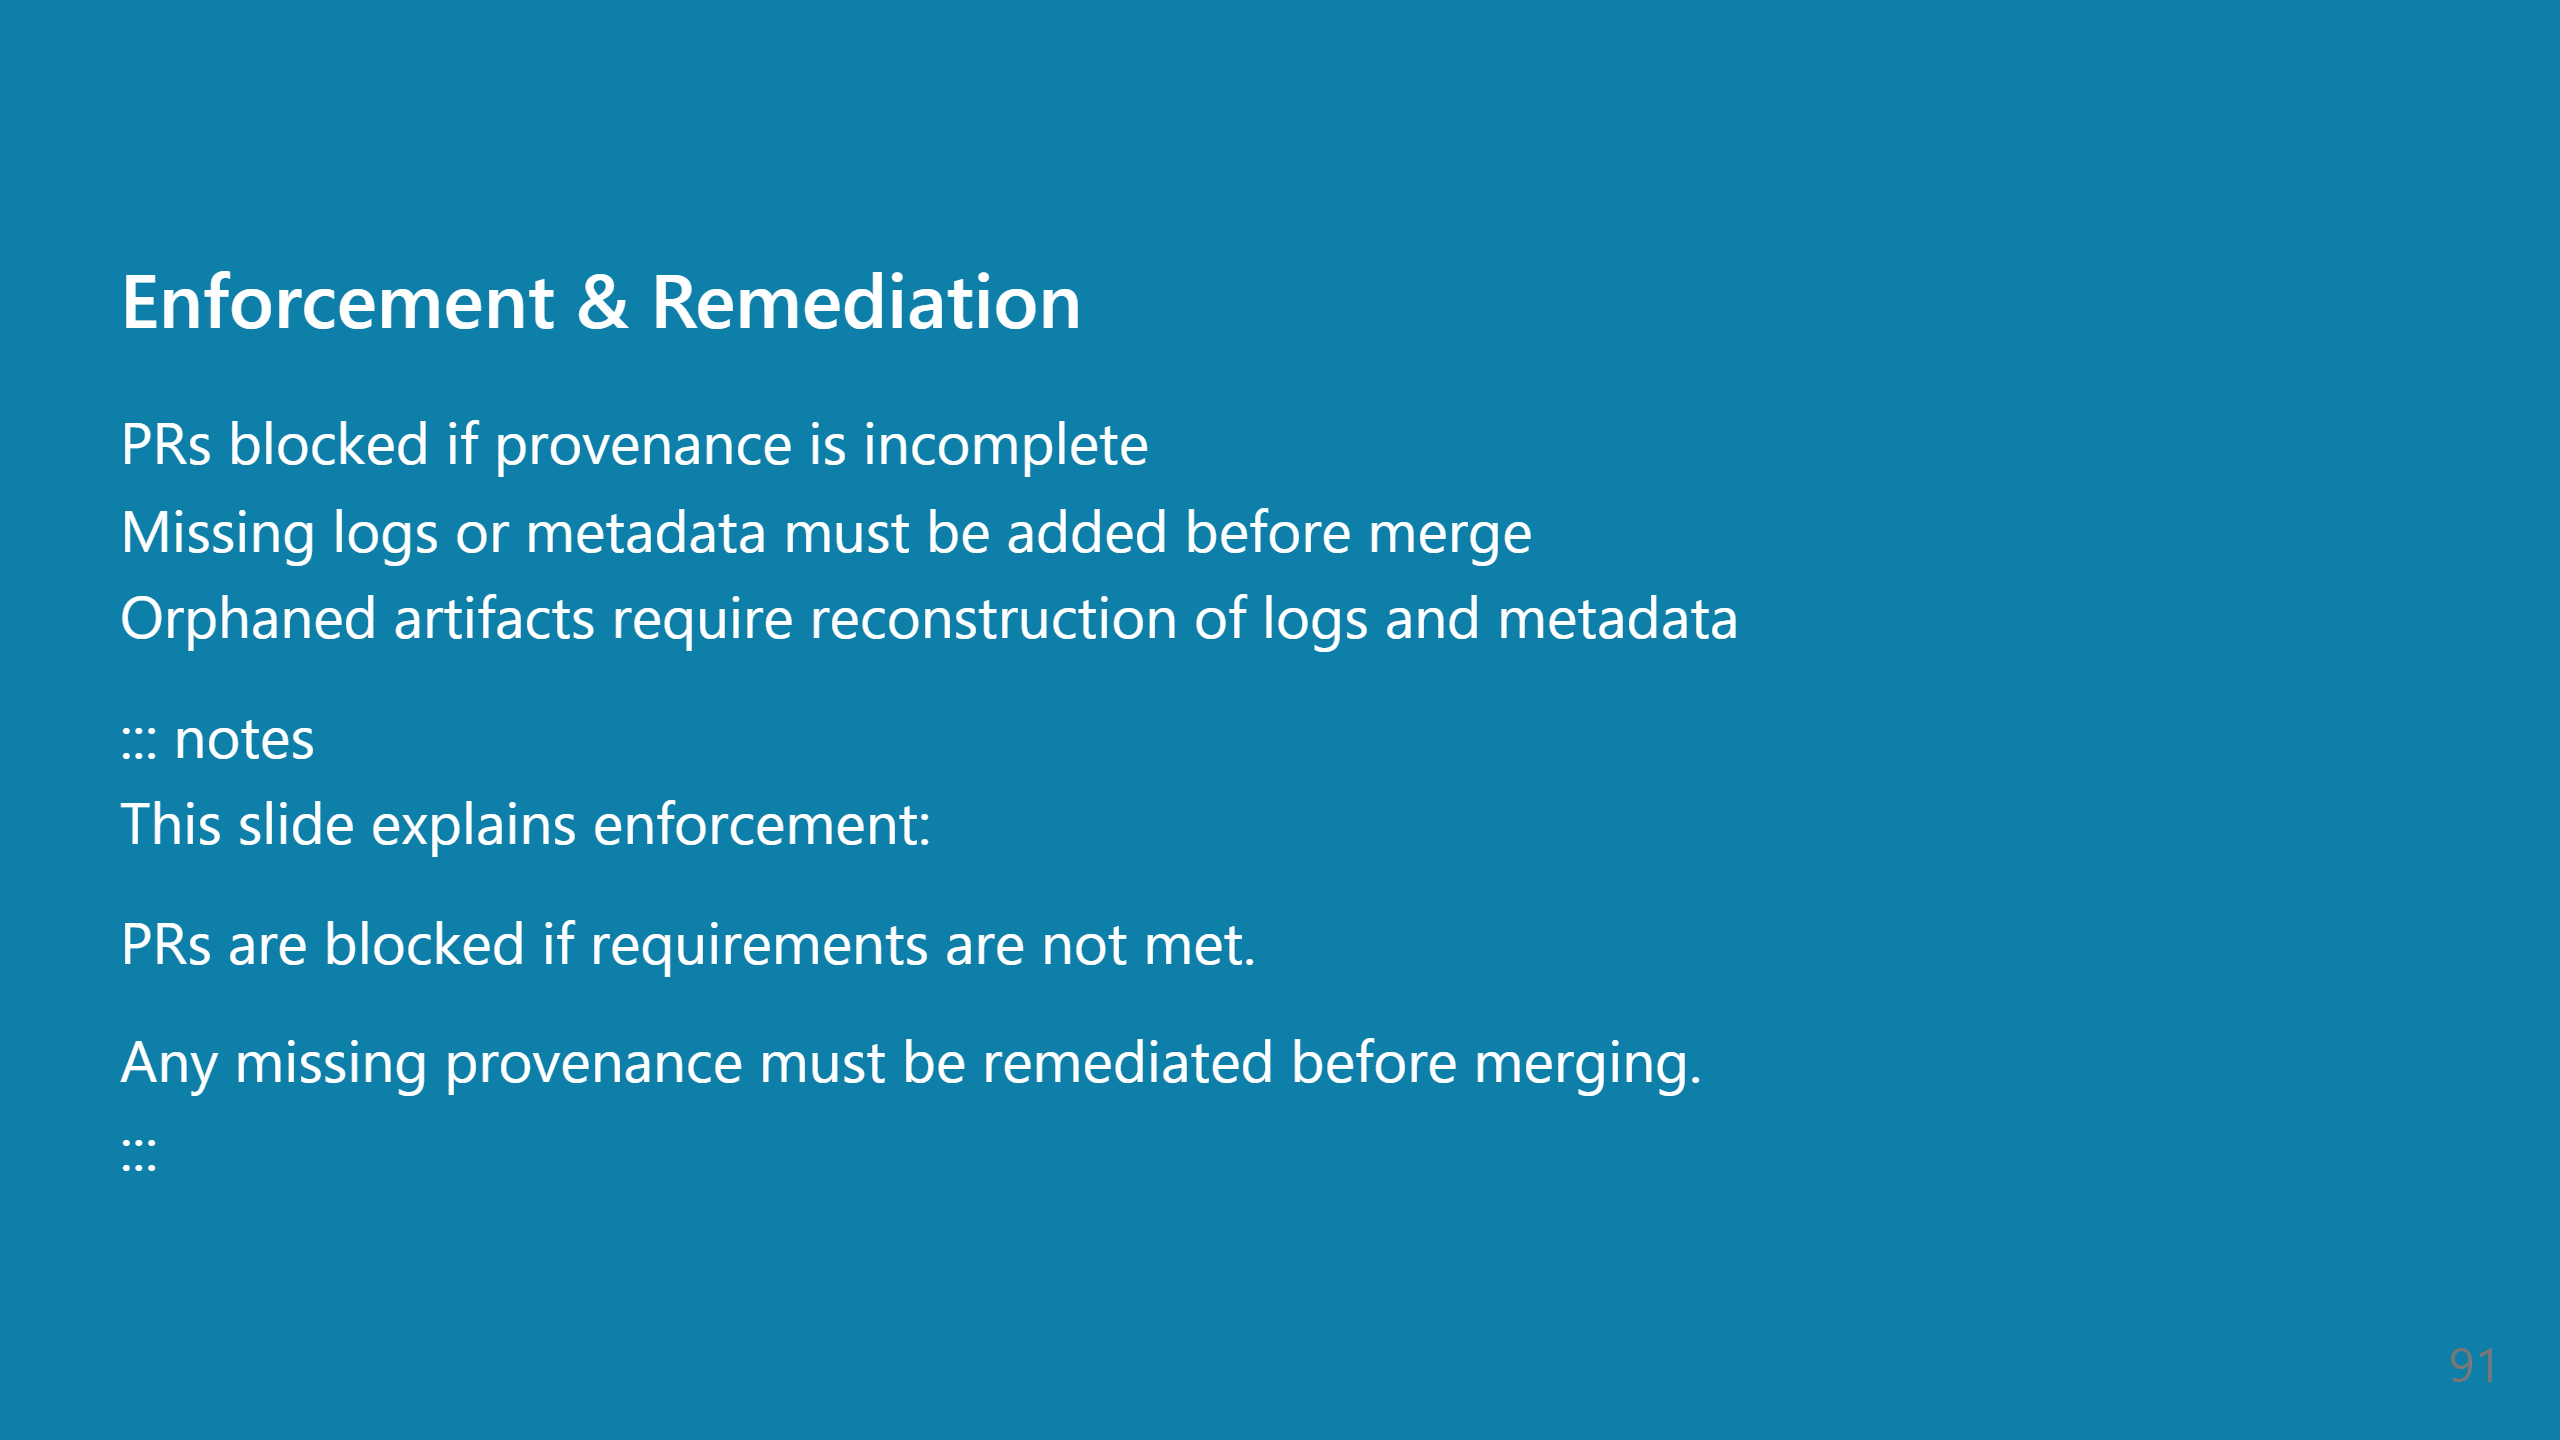 Enforcement & Remediation
PRs blocked if provenance is incomplete
Missing logs or metadata must be added before merge
Orphaned artifacts require reconstruction of logs and metadata
::: notes
This slide explains enforcement:
PRs are blocked if requirements are not met.
Any missing provenance must be remediated before merging.
:::
91